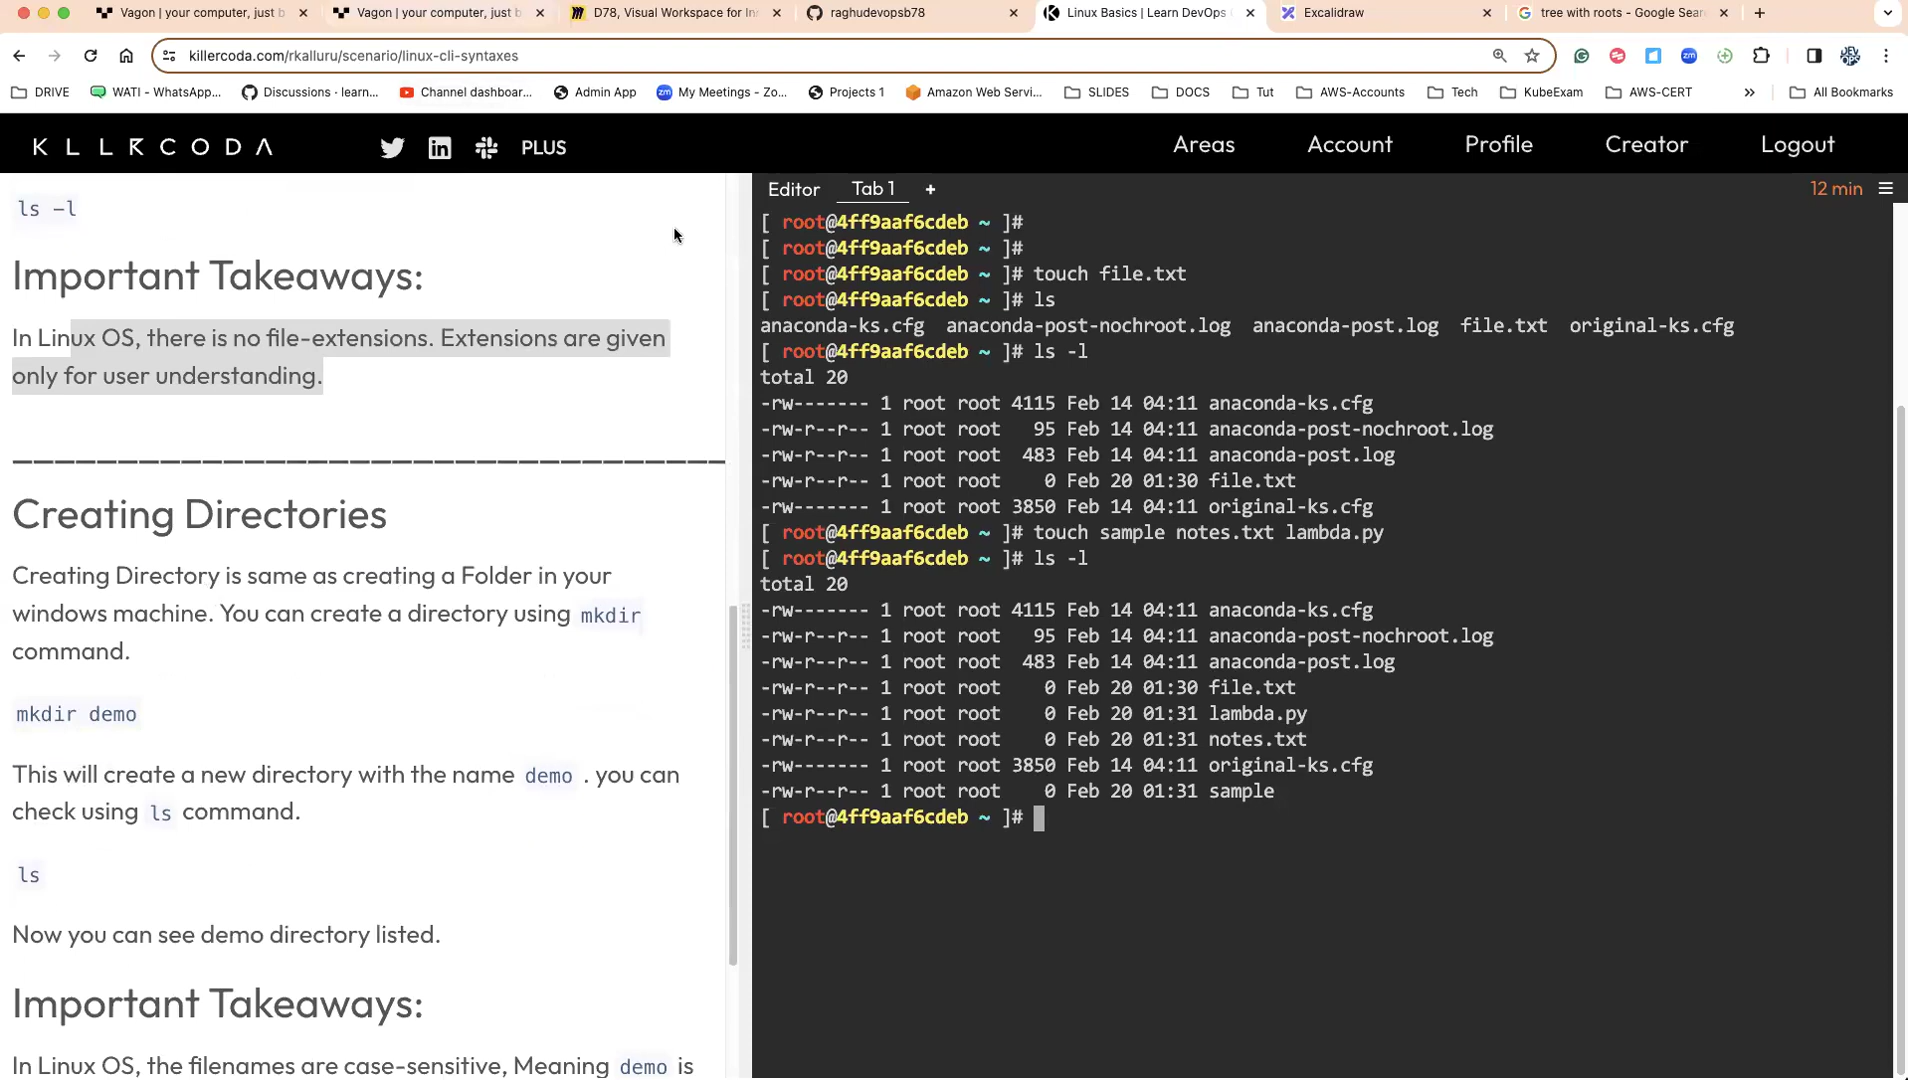 Vagon | your computer, just b
Vagon | your computer, just b
D78, Visual Workspace for Inn
raghudevopsb78
Linux Basics | Learn DevOps
Excalidraw
tree with roots - Google Sear
killercoda.com/rkalluru/scenario/linux-cli-syntaxes
DRIVE
WATI - WhatsApp...
Discussions · learn...
Channel dashboar...
Admin App
My Meetings - Zo...
Projects 1
Amazon Web Servi...
SLIDES
DOCS
Tut
AWS-Accounts
Tech
KubeExam
AWS-CERT
»
All Bookmarks
KLLRCODA
PLUS
Areas
Account
Profile
Creator
Logout
ls -l
Important Takeaways:
In Linux OS, there is no file-extensions. Extensions are given
only for user understanding.
Creating Directories
Creating Directory is same as creating a Folder in your
windows machine. You can create a directory using mkdir
command.
mkdir demo
This will create a new directory with the name demo . you can
check using ls command.
ls
Now you can see demo directory listed.
Important Takeaways:
In Linux OS, the filenames are case-sensitive, Meaning demo is
Editor
Tab 1
+
12 min
[ root@4ff9aaf6cdeb ~ ]#
[ root@4ff9aaf6cdeb ~ ]#
[ root@4ff9aaf6cdeb ~ ]# touch file.txt
[ root@4ff9aaf6cdeb ~ ]# ls
anaconda-ks.cfg  anaconda-post-nochroot.log  anaconda-post.log  file.txt  original-ks.cfg
[ root@4ff9aaf6cdeb ~ ]# ls -l
total 20
-rw------- 1 root root 4115 Feb 14 04:11 anaconda-ks.cfg
-rw-r--r-- 1 root root   95 Feb 14 04:11 anaconda-post-nochroot.log
-rw-r--r-- 1 root root  483 Feb 14 04:11 anaconda-post.log
-rw-r--r-- 1 root root    0 Feb 20 01:30 file.txt
-rw------- 1 root root 3850 Feb 14 04:11 original-ks.cfg
[ root@4ff9aaf6cdeb ~ ]# touch sample notes.txt lambda.py
[ root@4ff9aaf6cdeb ~ ]# ls -l
total 20
-rw------- 1 root root 4115 Feb 14 04:11 anaconda-ks.cfg
-rw-r--r-- 1 root root   95 Feb 14 04:11 anaconda-post-nochroot.log
-rw-r--r-- 1 root root  483 Feb 14 04:11 anaconda-post.log
-rw-r--r-- 1 root root    0 Feb 20 01:30 file.txt
-rw-r--r-- 1 root root    0 Feb 20 01:31 lambda.py
-rw-r--r-- 1 root root    0 Feb 20 01:31 notes.txt
-rw------- 1 root root 3850 Feb 14 04:11 original-ks.cfg
-rw-r--r-- 1 root root    0 Feb 20 01:31 sample
[ root@4ff9aaf6cdeb ~ ]#